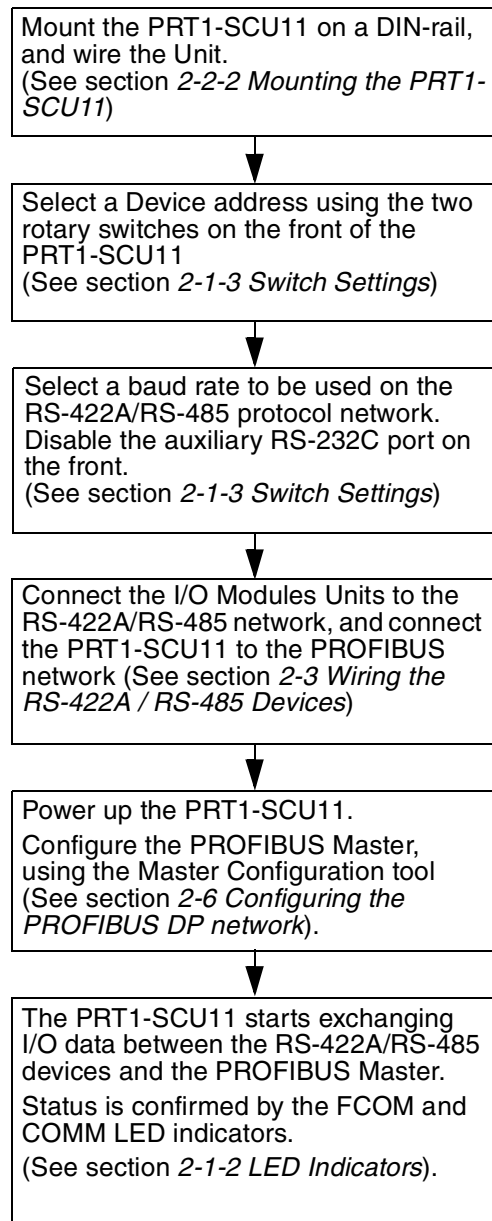 Mount the PRT1-SCU11 on a DIN-rail,
and wire the Unit.
(See section 2-2-2 Mounting the PRT1-
SCU11)
Select a Device address using the two
rotary switches on the front of the
PRT1-SCU11
(See section 2-1-3 Switch Settings)
Select a baud rate to be used on the
RS-422A/RS-485 protocol network.
Disable the auxiliary RS-232C port on
the front.
(See section 2-1-3 Switch Settings)
Connect the I/O Modules Units to the
RS-422A/RS-485 network, and connect
the PRT1-SCU11 to the PROFIBUS
network (See section 2-3 Wiring the
RS-422A / RS-485 Devices)
Power up the PRT1-SCU11.
Configure the PROFIBUS Master,
using the Master Configuration tool
(See section 2-6 Configuring the
PROFIBUS DP network).
The PRT1-SCU11 starts exchanging
I/O data between the RS-422A/RS-485
devices and the PROFIBUS Master.
Status is confirmed by the FCOM and
COMM LED indicators.
(See section 2-1-2 LED Indicators).